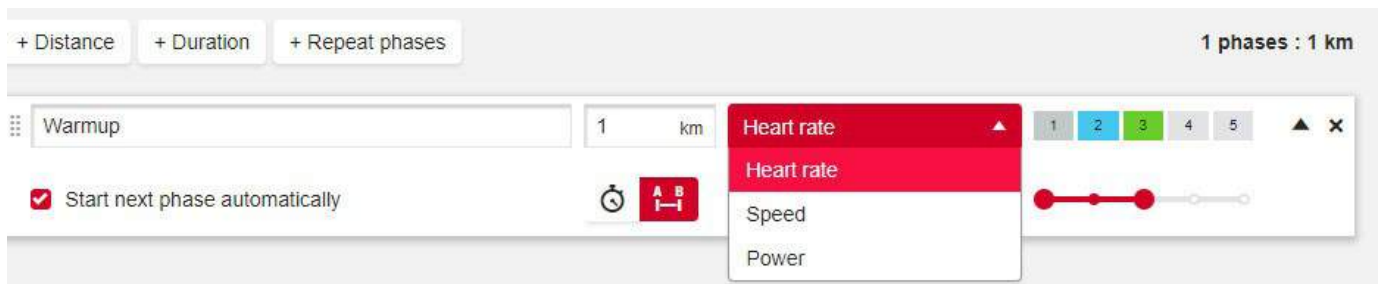 + Distance + Duration + Repeat phases 1 phases : 1 km
Warmup 1 km Heart rate 1 2 3 4 5
Heart rate
Start next phase automatically A B
Speed
Power